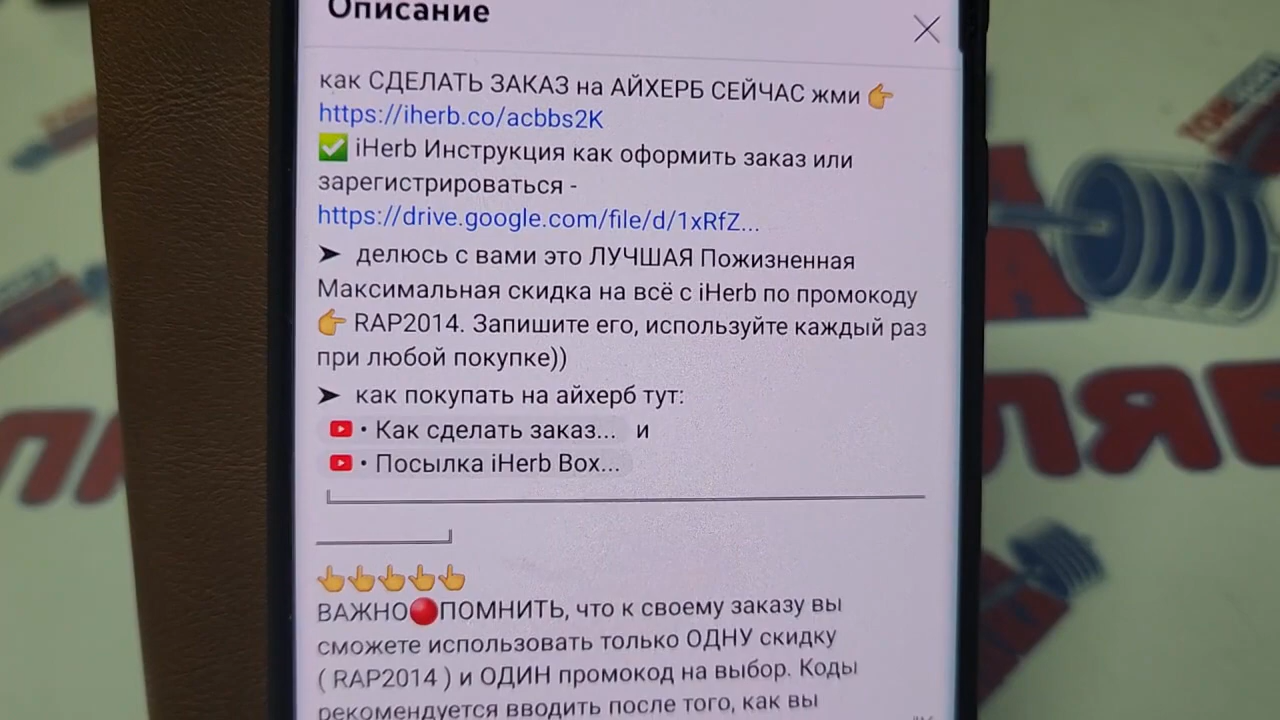 Описание
как СДЕЛАТЬ ЗАКАЗ на АЙХЕРБ СЕЙЧАС жми 👉
https://iherb.co/acbbs2K
✅ iHerb Инструкция как оформить заказ или
зарегистрироваться -
https://drive.google.com/file/d/1xRfZ...
➤ делюсь с вами это ЛУЧШАЯ Пожизненная
Максимальная скидка на всё с iHerb по промокоду
👉 RAP2014. Запишите его, используйте каждый раз
при любой покупке))
➤ как покупать на айхерб тут:
• Как сделать заказ... и
• Посылка iHerb Box...
👆👆👆👆👆
ВАЖНО🔴ПОМНИТЬ, что к своему заказу вы
сможете использовать только ОДНУ скидку
( RAP2014 ) и ОДИН промокод на выбор. Коды
рекомендуется вводить после того, как вы